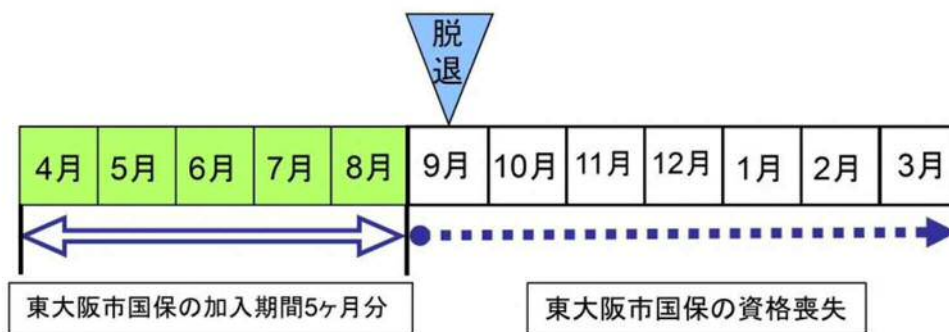 脱
退
4月 5月 6月 7月 8月 9月 10月 11月 12月 1月 2月 3月
東大阪市国保の加入期間5ヶ月分
東大阪市国保の資格喪失